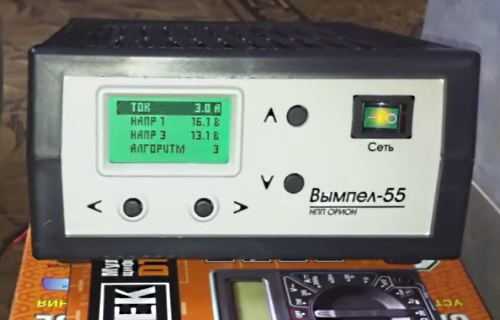 ТОК 3.0 А
НАПР 1 16.1 В
НАПР 3 13.1 В
АЛГОРИТМ 3
Сеть
Вымпел-55
НПП ОРИОН